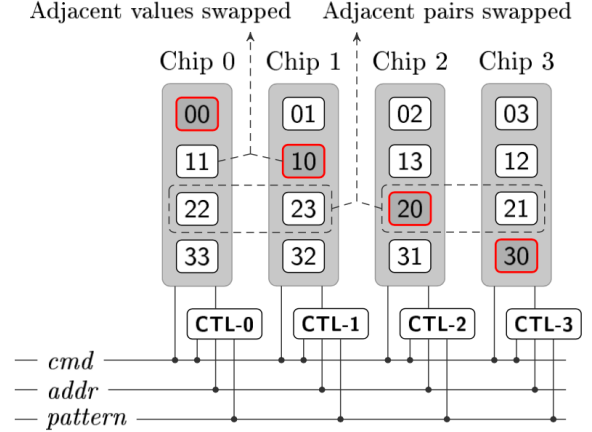 Adjacent values swapped Adjacent pairs swapped
Chip 0 Chip 1 Chip 2 Chip 3
00 01 02 03
11 10 13 12
22 23 20 21
33 32 31 30
CTL-0 CTL-1 CTL-2 CTL-3
cmd
addr
pattern